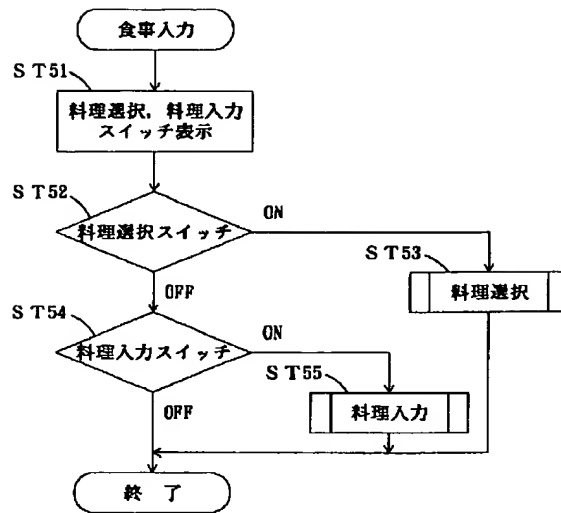 食事入力
ST51
料理選択,料理入力
スイッチ表示
ST52
料理選択スイッチ
ON
OFF
ST53
料理選択
ST54
料理入力スイッチ
ON
OFF
ST55
料理入力
終 了